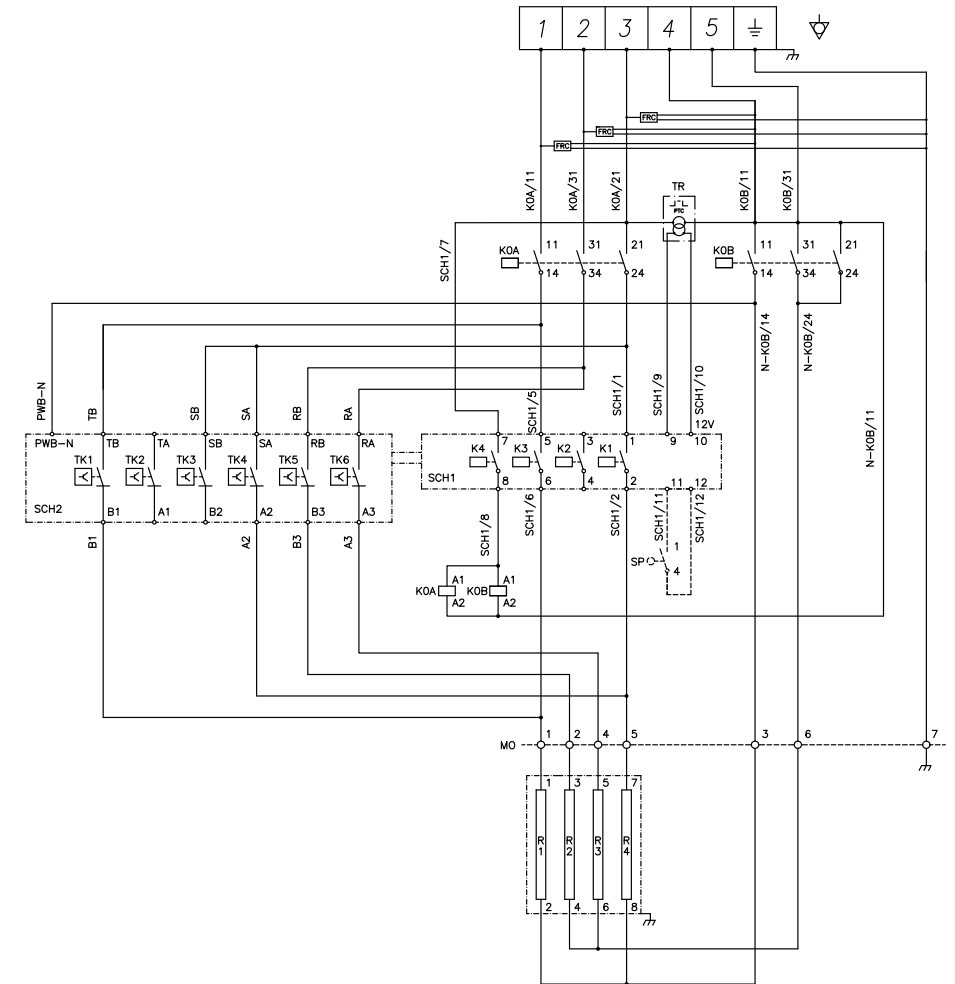 1 2 3 4 5
FRC
FRC
FRC
K0A/11
K0A/31
K0A/21
TR
PTC
K0B/11
K0B/31
SCH1/7
K0A
11 31 21
14 34 24
K0B
11 31 21
14 34 24
N-K0B/14
N-K0B/24
N-K0B/11
PWB-N
TB
SB
SA
RB
RA
SCH1/5
SCH1/1
SCH1/9
SCH1/10
12V
PWB-N TB TA SB SA RB RA
TK1 TK2 TK3 TK4 TK5 TK6
SCH2
B1 A1 B2 A2 B3 A3
B1
A2
B3
A3
7 5 3 1 9 10
K4 K3 K2 K1
SCH1
8 6 4 2 11 12
SCH1/8
SCH1/6
SCH1/2
SCH1/11
SCH1/12
SP
1
4
K0A A1 A2
K0B A1 A2
MO 1 2 4 5 3 6 7
1 3 5 7
R1 R2 R3 R4
2 4 6 8